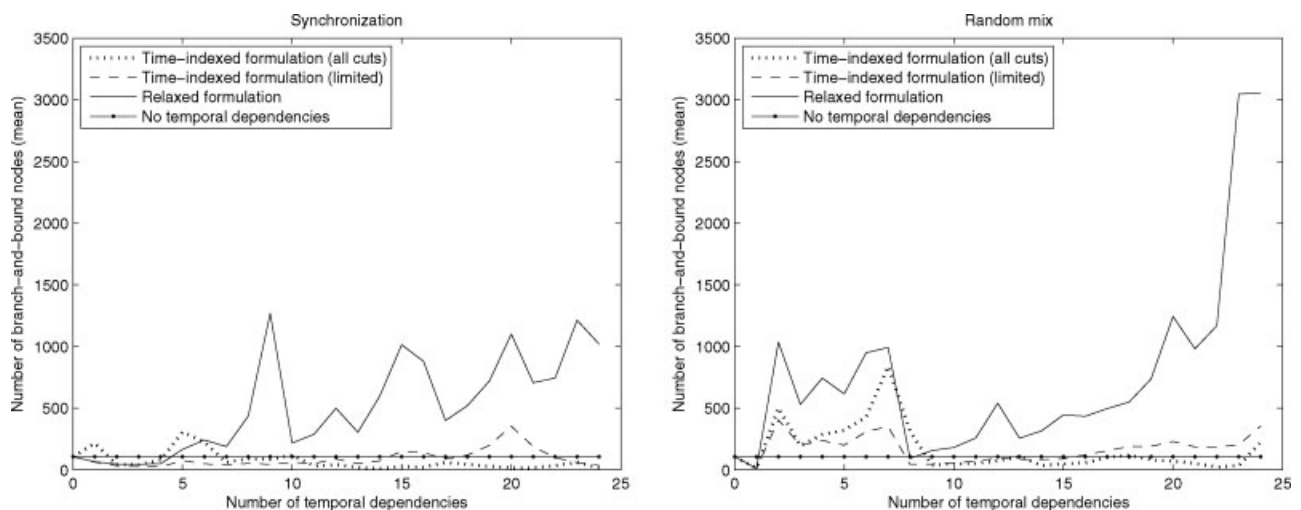 Synchronization
3500
3000
2500
2000
1500
1000
500
0
Number of branch-and-bound nodes (mean)
Time-indexed formulation (all cuts)
Time-indexed formulation (limited)
Relaxed formulation
No temporal dependencies
0 5 10 15 20 25
Number of temporal dependencies
Random mix
3500
3000
2500
2000
1500
1000
500
0
Number of branch-and-bound nodes (mean)
Time-indexed formulation (all cuts)
Time-indexed formulation (limited)
Relaxed formulation
No temporal dependencies
0 5 10 15 20 25
Number of temporal dependencies